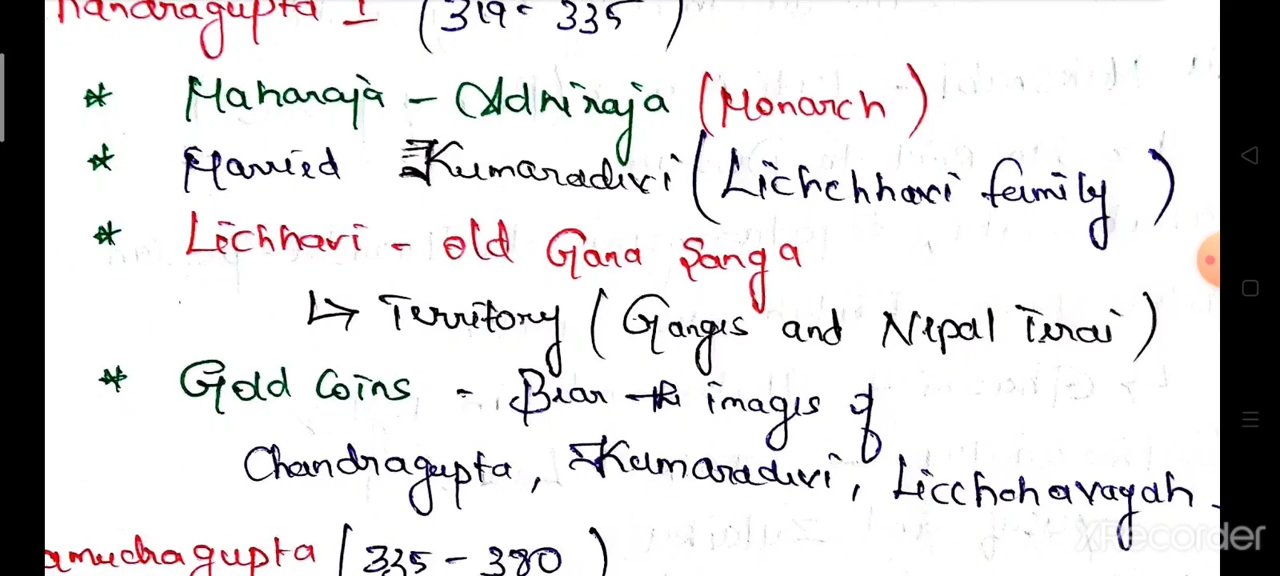 handragupta I (319 - 335)
* Maharaja - Adhiraja (Monarch)
* Married Kumaradevi (Lichchhavi family)
* Lichhavi - old Gana Sanga
↳ Territory (Ganges and Nepal Terai)
* Gold Coins - Bear the images of
Chandragupta, Kumaradevi, Licchchavayah.
amudragupta (335 - 380)
XRecorder